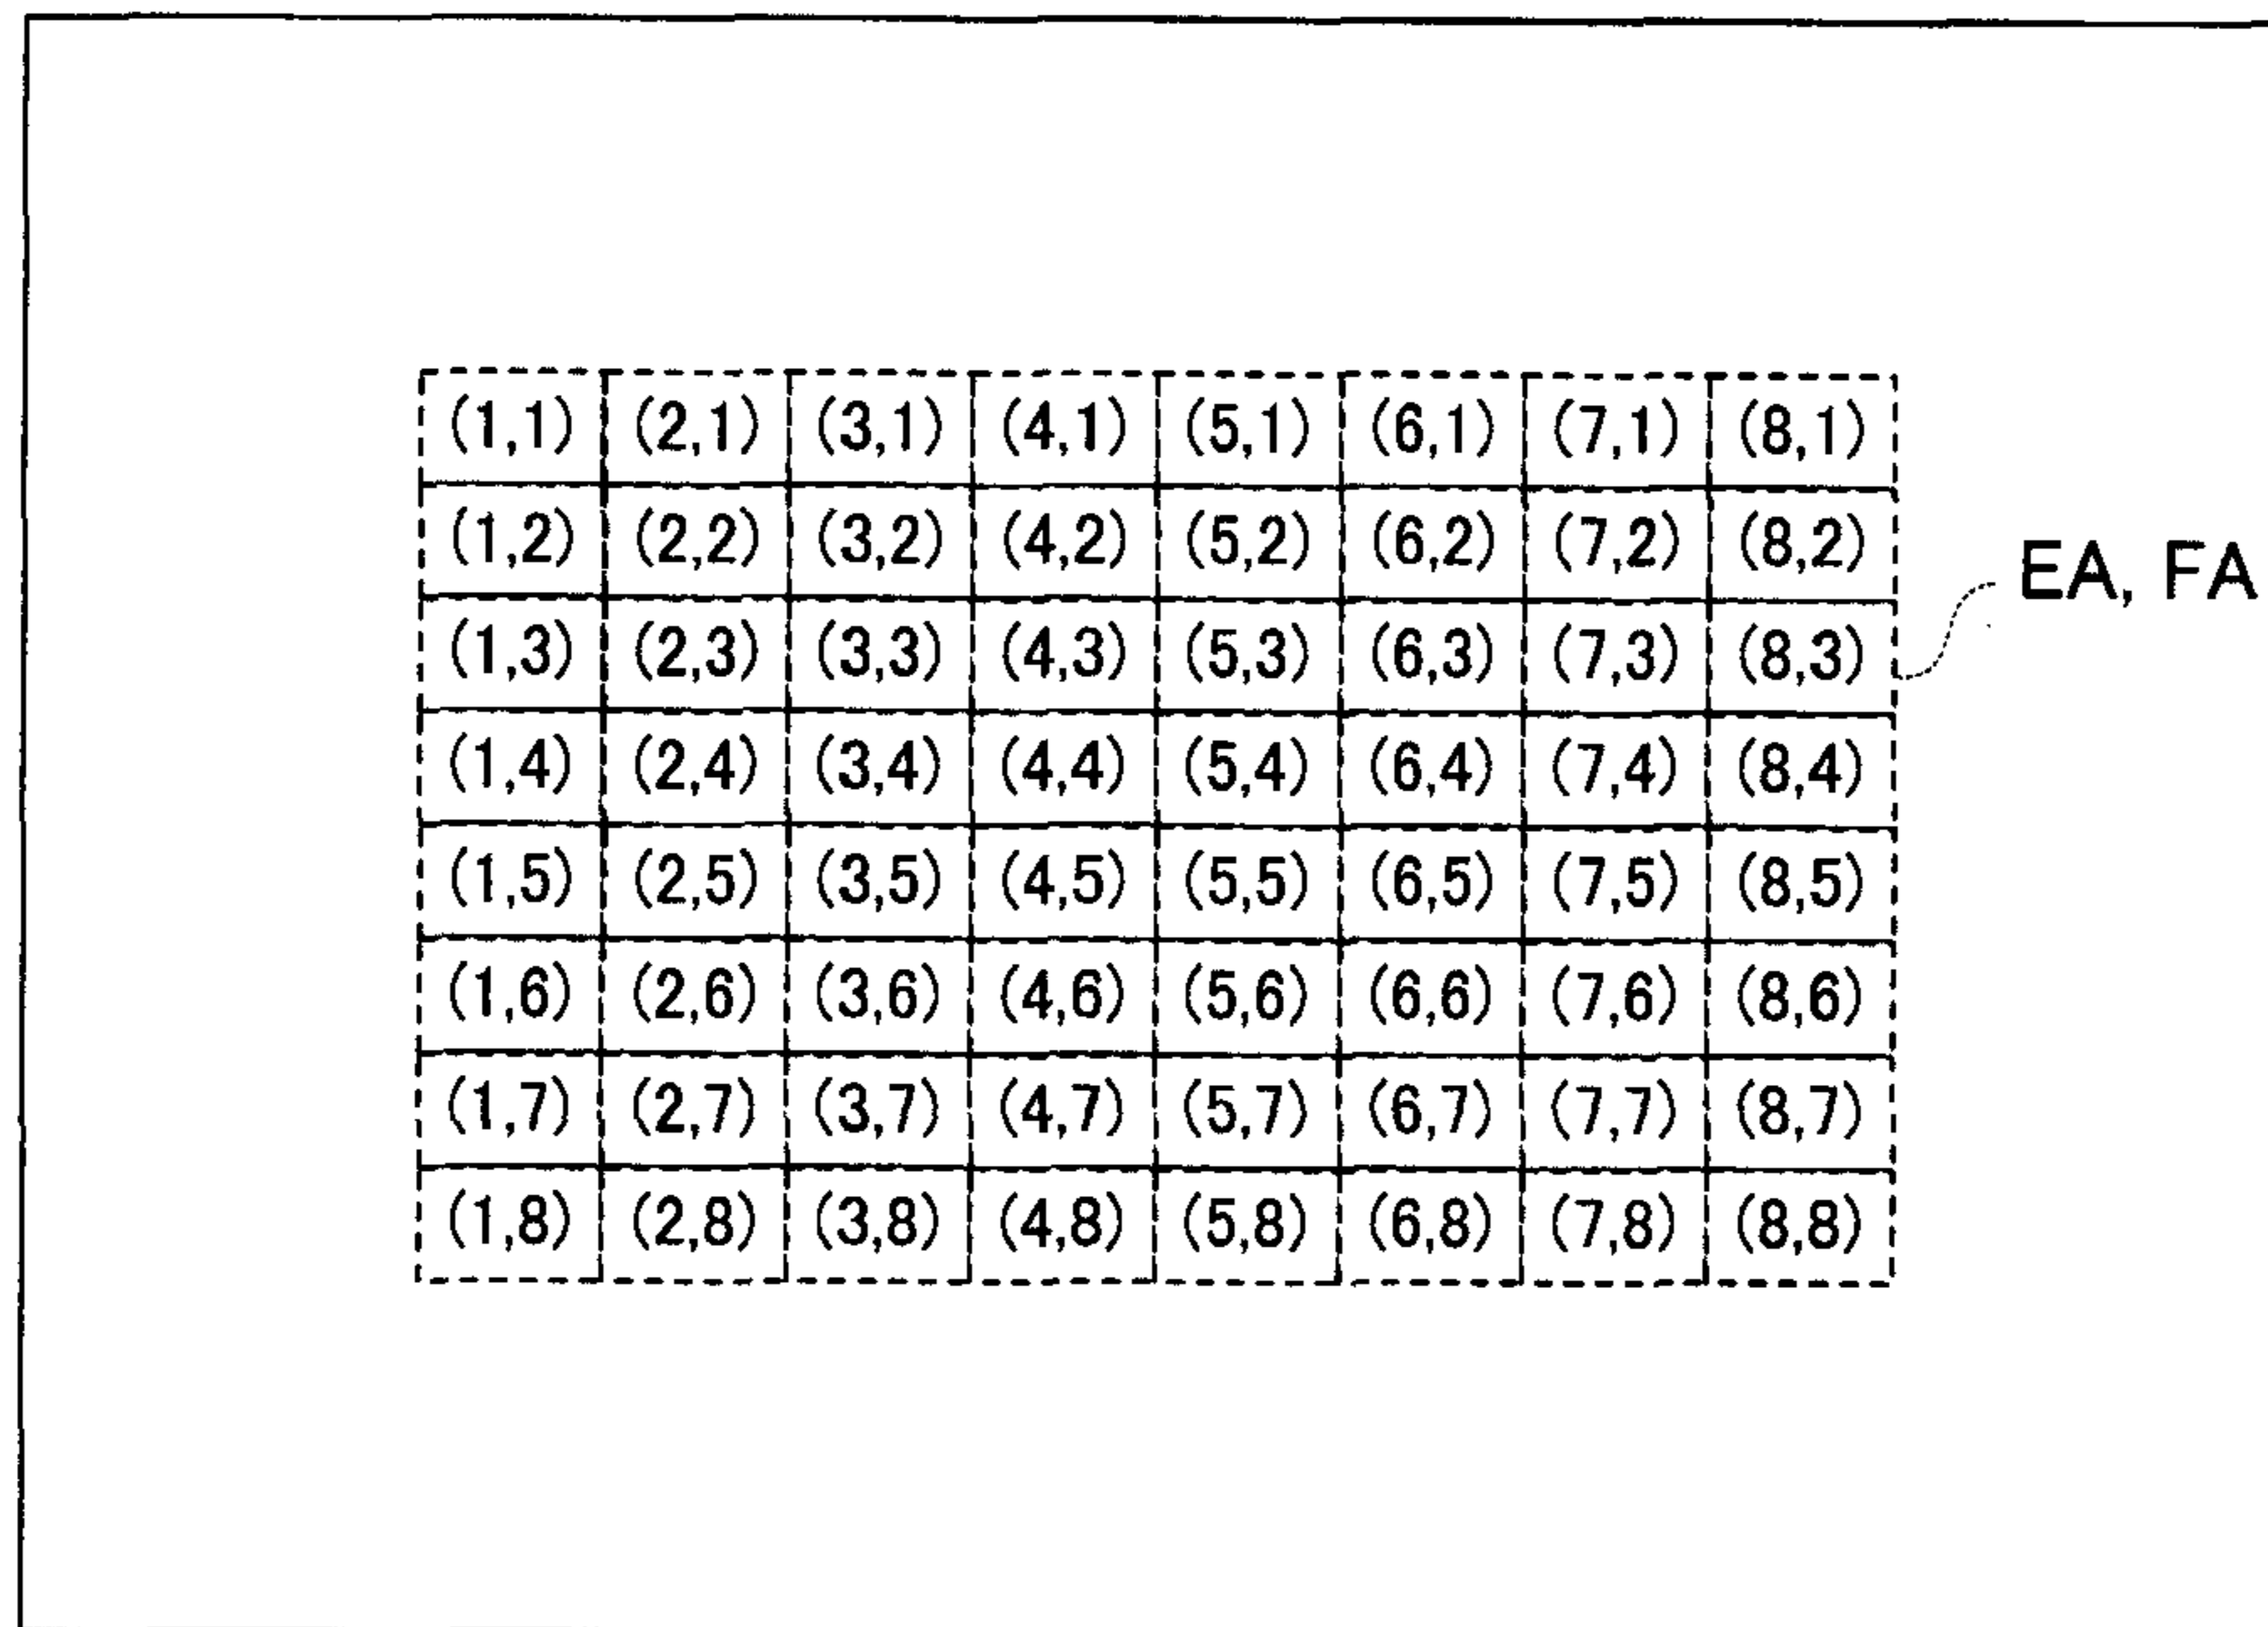 (1,1) (2,1) (3,1) (4,1) (5,1) (6,1) (7,1) (8,1)
(1,2) (2,2) (3,2) (4,2) (5,2) (6,2) (7,2) (8,2)
EA, FA
(1,3) (2,3) (3,3) (4,3) (5,3) (6,3) (7,3) (8,3)
(1,4) (2,4) (3,4) (4,4) (5,4) (6,4) (7,4) (8,4)
(1,5) (2,5) (3,5) (4,5) (5,5) (6,5) (7,5) (8,5)
(1,6) (2,6) (3,6) (4,6) (5,6) (6,6) (7,6) (8,6)
(1,7) (2,7) (3,7) (4,7) (5,7) (6,7) (7,7) (8,7)
(1,8) (2,8) (3,8) (4,8) (5,8) (6,8) (7,8) (8,8)